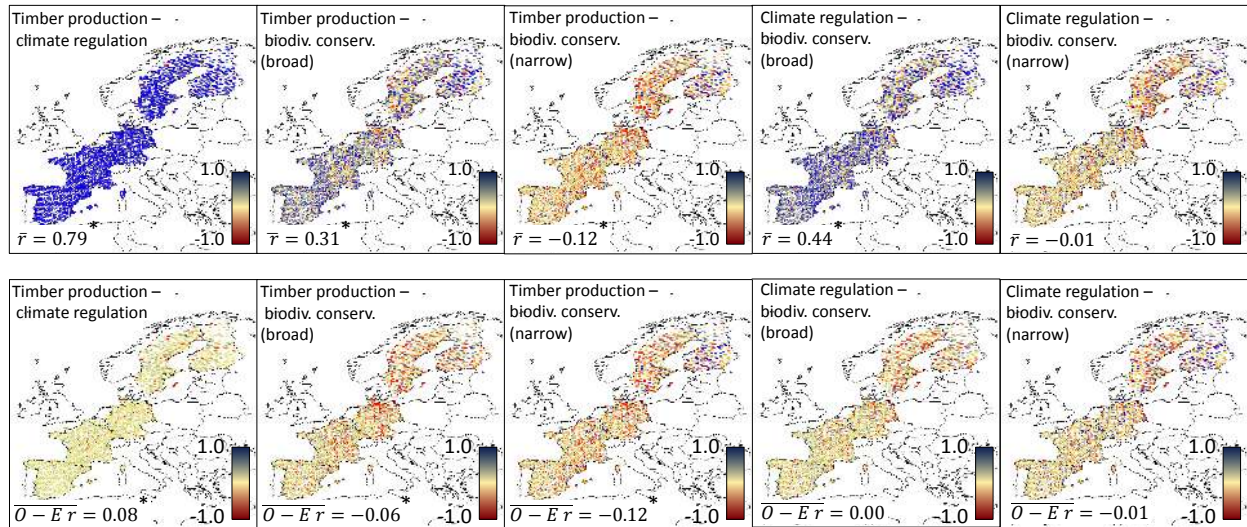 Timber production –
climate regulation
1.0
-1.0
r̄ = 0.79 *
Timber production –
biodiv. conserv.
(broad)
1.0
-1.0
r̄ = 0.31 *
Timber production –
biodiv. conserv.
(narrow)
1.0
-1.0
r̄ = −0.12 *
Climate regulation –
biodiv. conserv.
(broad)
1.0
-1.0
r̄ = 0.44 *
Climate regulation –
biodiv. conserv.
(narrow)
1.0
-1.0
r̄ = −0.01
Timber production –
climate regulation
1.0
-1.0
O − E r = 0.08 *
Timber production –
biodiv. conserv.
(broad)
1.0
-1.0
O − E r = −0.06 *
Timber production –
biodiv. conserv.
(narrow)
1.0
-1.0
O − E r = −0.12 *
Climate regulation –
biodiv. conserv.
(broad)
1.0
-1.0
O − E r = 0.00
Climate regulation –
biodiv. conserv.
(narrow)
1.0
-1.0
O − E r = −0.01